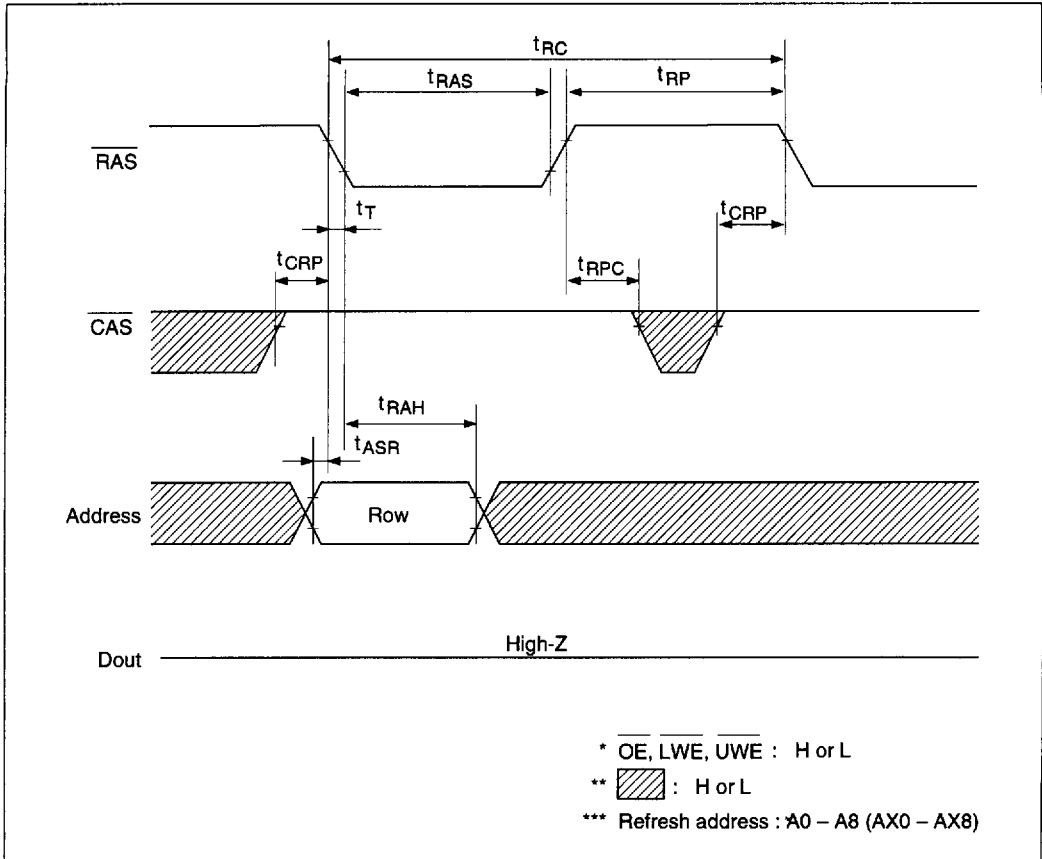 tRC
tRAS
tRP
RAS
tT
tCRP
tCRP
tRPC
CAS
tRAH
tASR
Address
Row
High-Z
Dout
* OE, LWE, UWE : H or L
** : H or L
*** Refresh address : A0 – A8 (AX0 – AX8)